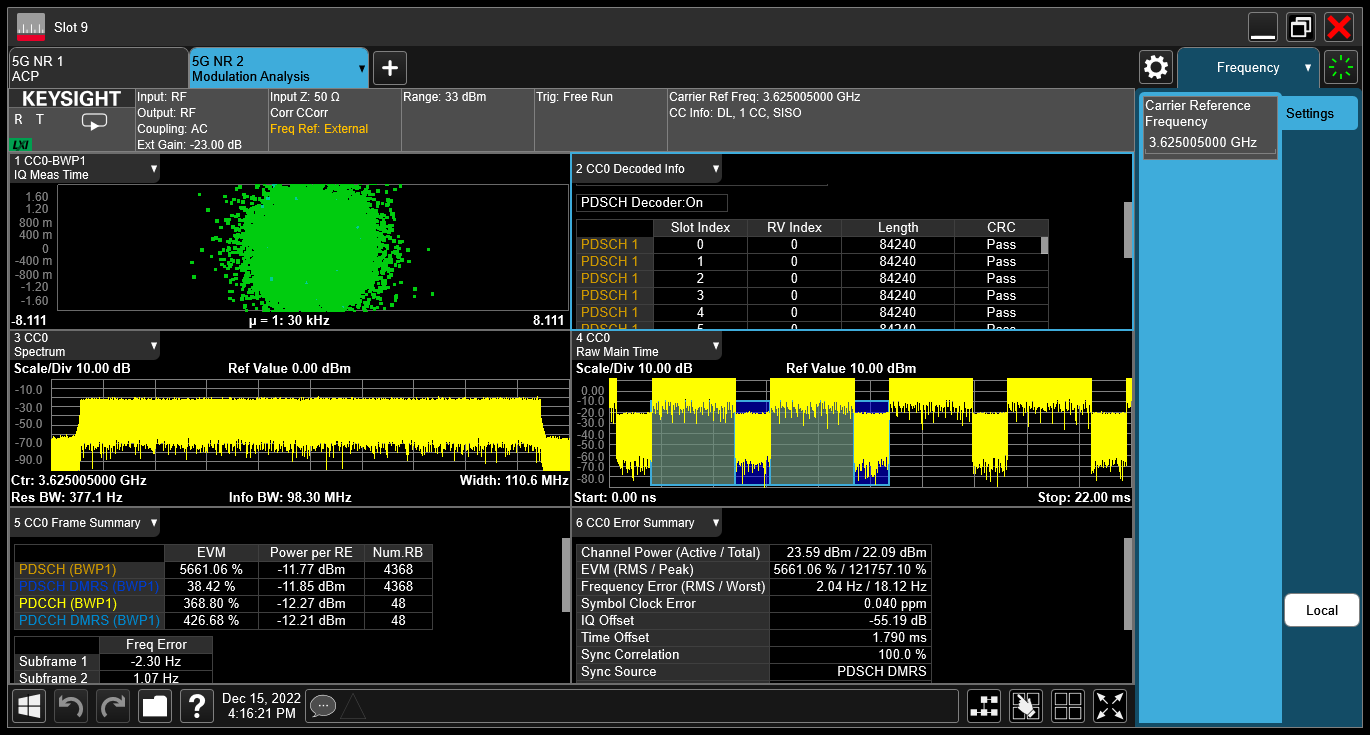 Slot 9
5G NR 1
ACP
5G NR 2
Modulation Analysis
Frequency
KEYSIGHT
R T
LXI
Input: RF
Output: RF
Coupling: AC
Ext Gain: -23.00 dB
Input Z: 50 Ω
Corr CCorr
Freq Ref: External
Range: 33 dBm
Trig: Free Run
Carrier Ref Freq: 3.625005000 GHz
CC Info: DL, 1 CC, SISO
Carrier Reference
Frequency
3.625005000 GHz
Settings
Local
1 CC0-BWP1
IQ Meas Time
1.60
1.20
800 m
400 m
0
-400 m
-800 m
-1.20
-1.60
-8.111 µ = 1: 30 kHz 8.111
2 CC0 Decoded Info
PDSCH Decoder:On
Slot Index RV Index Length CRC
PDSCH 1 0 0 84240 Pass
PDSCH 1 1 0 84240 Pass
PDSCH 1 2 0 84240 Pass
PDSCH 1 3 0 84240 Pass
PDSCH 1 4 0 84240 Pass
PDSCH 1 5 0 84240 Pass
3 CC0
Spectrum
Scale/Div 10.00 dB Ref Value 0.00 dBm
-10.0
-30.0
-50.0
-70.0
-90.0
Ctr: 3.625005000 GHz Width: 110.6 MHz
Res BW: 377.1 Hz Info BW: 98.30 MHz
4 CC0
Raw Main Time
Scale/Div 10.00 dB Ref Value 10.00 dBm
0.00
-10.0
-20.0
-30.0
-40.0
-50.0
-60.0
-70.0
-80.0
Start: 0.00 ns Stop: 22.00 ms
5 CC0 Frame Summary
EVM Power per RE Num.RB
PDSCH (BWP1) 5661.06 % -11.77 dBm 4368
PDSCH DMRS (BWP1) 38.42 % -11.85 dBm 4368
PDCCH (BWP1) 368.80 % -12.27 dBm 48
PDCCH DMRS (BWP1) 426.68 % -12.21 dBm 48
Freq Error
Subframe 1 -2.30 Hz
Subframe 2 1.07 Hz
6 CC0 Error Summary
Channel Power (Active / Total) 23.59 dBm / 22.09 dBm
EVM (RMS / Peak) 5661.06 % / 121757.10 %
Frequency Error (RMS / Worst) 2.04 Hz / 18.12 Hz
Symbol Clock Error 0.040 ppm
IQ Offset -55.19 dB
Time Offset 1.790 ms
Sync Correlation 100.0 %
Sync Source PDSCH DMRS
Dec 15, 2022
4:16:21 PM